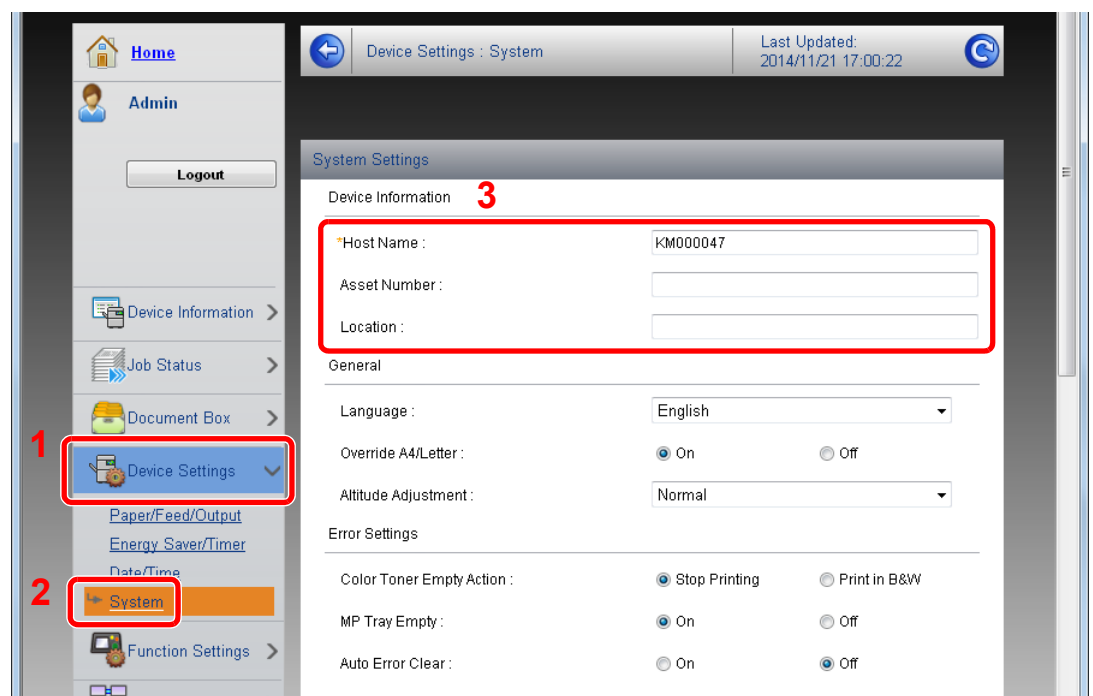 Home
Admin
Logout
Device Information
Job Status
Document Box
1
Device Settings
Paper/Feed/Output
Energy Saver/Timer
Date/Time
2
System
Function Settings
Device Settings : System
Last Updated:
2014/11/21 17:00:22
System Settings
Device Information 3
*Host Name : KM000047
Asset Number :
Location :
General
Language : English
Override A4/Letter : On Off
Altitude Adjustment : Normal
Error Settings
Color Toner Empty Action : Stop Printing Print in B&W
MP Tray Empty : On Off
Auto Error Clear : On Off